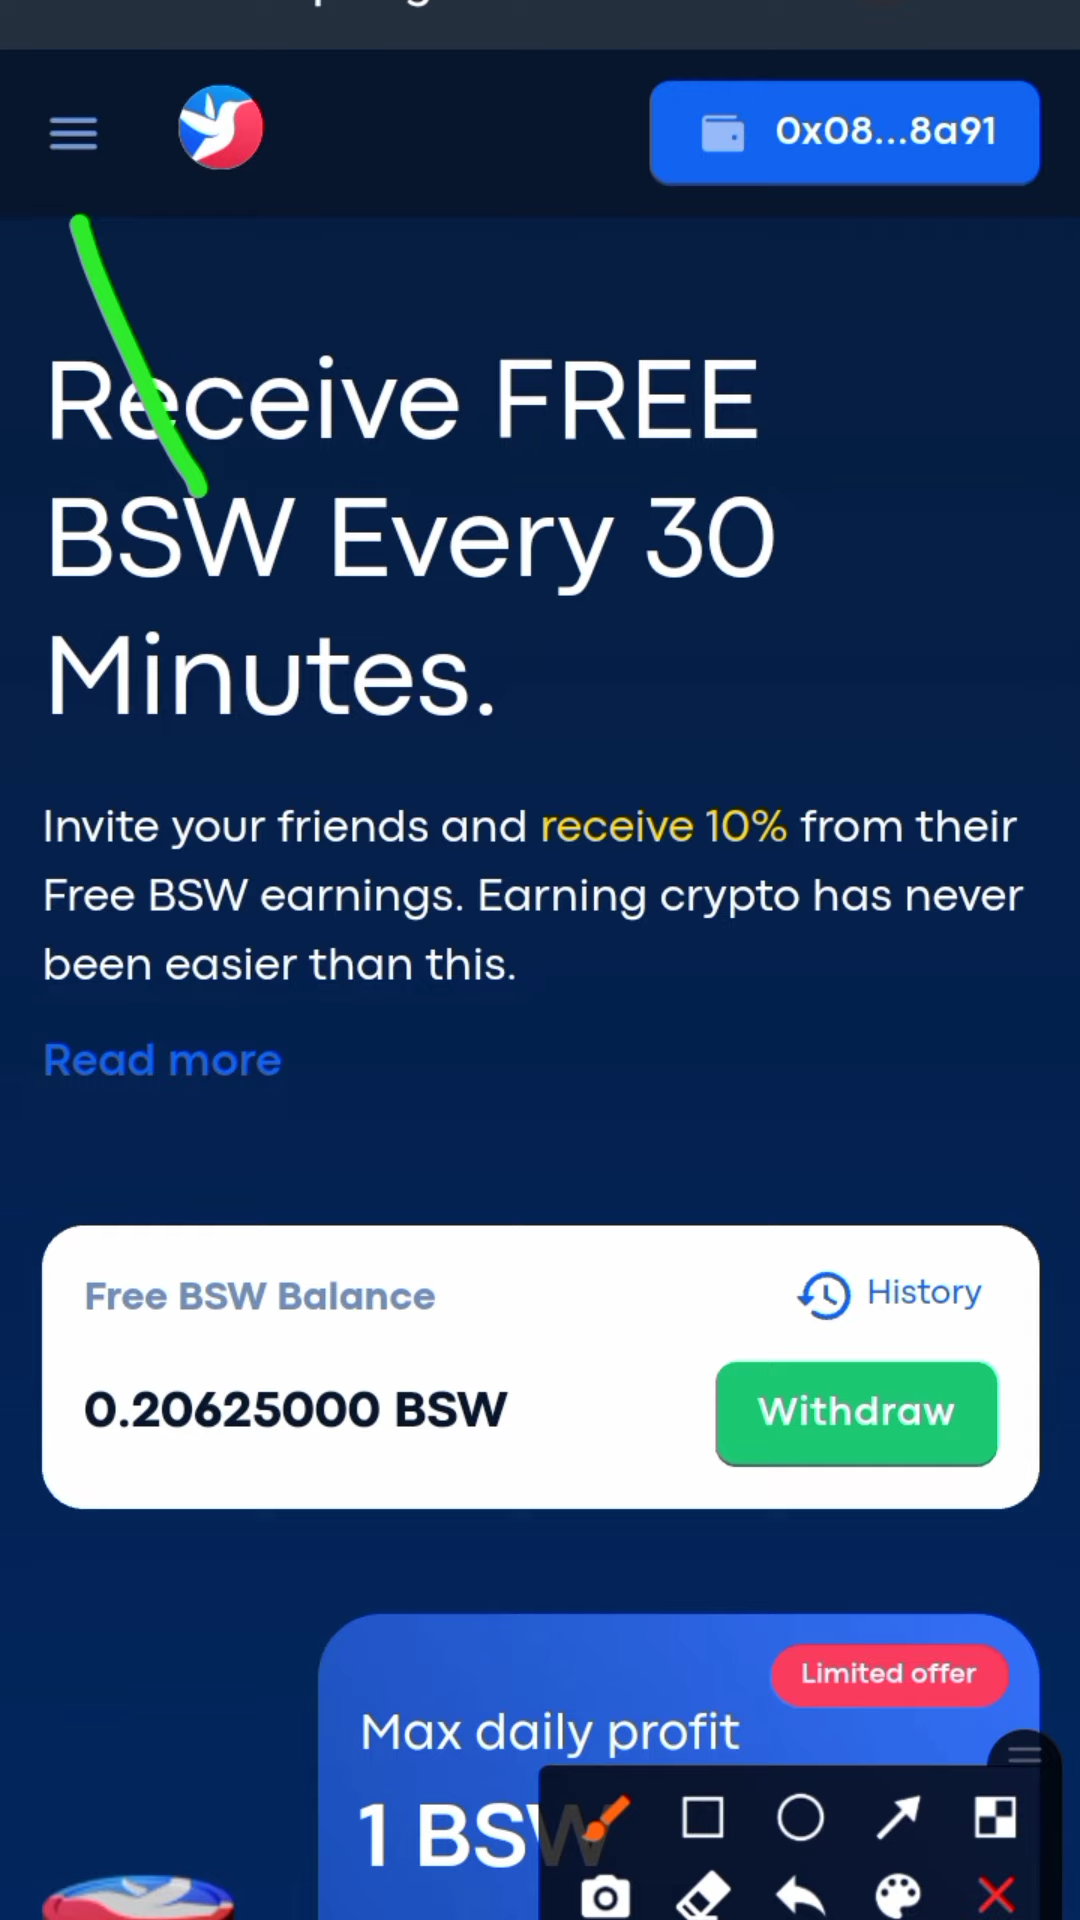 0x08...8a91
Receive FREE
BSW Every 30
Minutes.
Invite your friends and receive 10% from their
Free BSW earnings. Earning crypto has never
been easier than this.
Read more
Free BSW Balance
History
0.20625000 BSW
Withdraw
Limited offer
Max daily profit
1 BSW